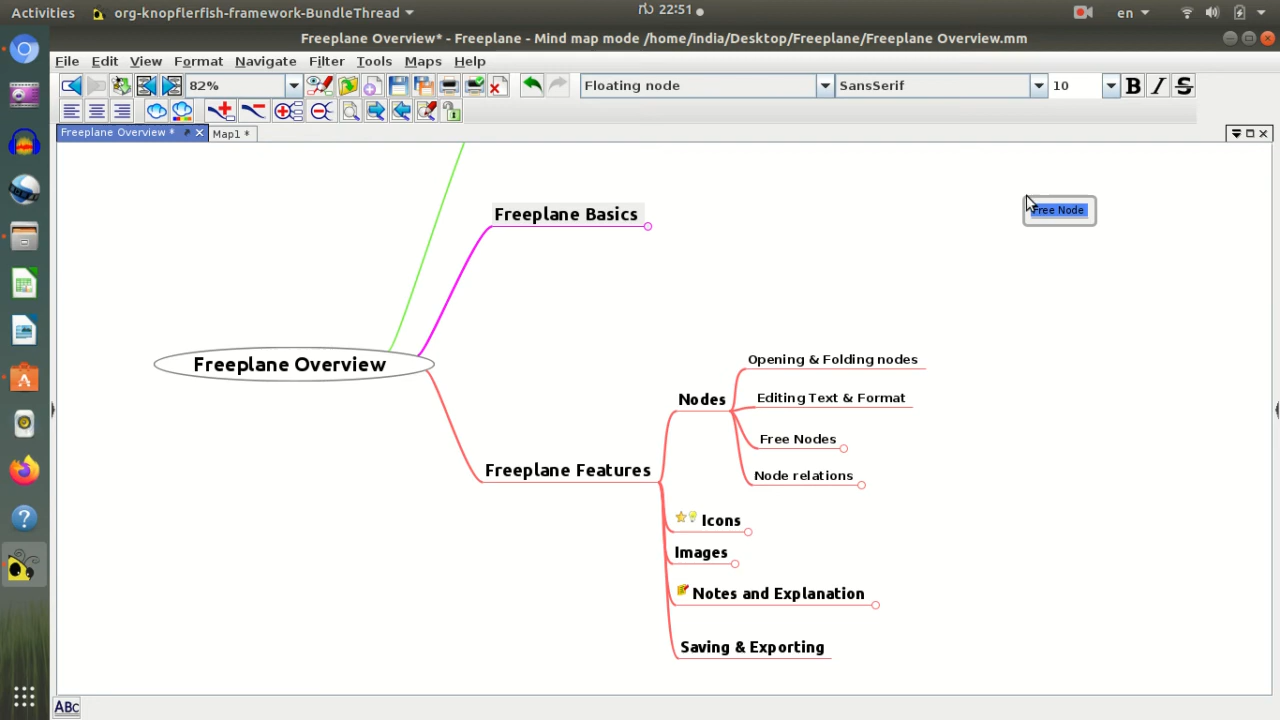 Activities
org-knopflerfish-framework-BundleThread
22:51
en
Freeplane Overview* - Freeplane - Mind map mode /home/india/Desktop/Freeplane/Freeplane Overview.mm
File Edit View Format Navigate Filter Tools Maps Help
82%
Floating node
SansSerif
10
B I S
Freeplane Overview *
Map1 *
Freeplane Basics
Free Node
Freeplane Overview
Opening & Folding nodes
Nodes
Editing Text & Format
Free Nodes
Freeplane Features
Node relations
Icons
Images
Notes and Explanation
Saving & Exporting
ABc